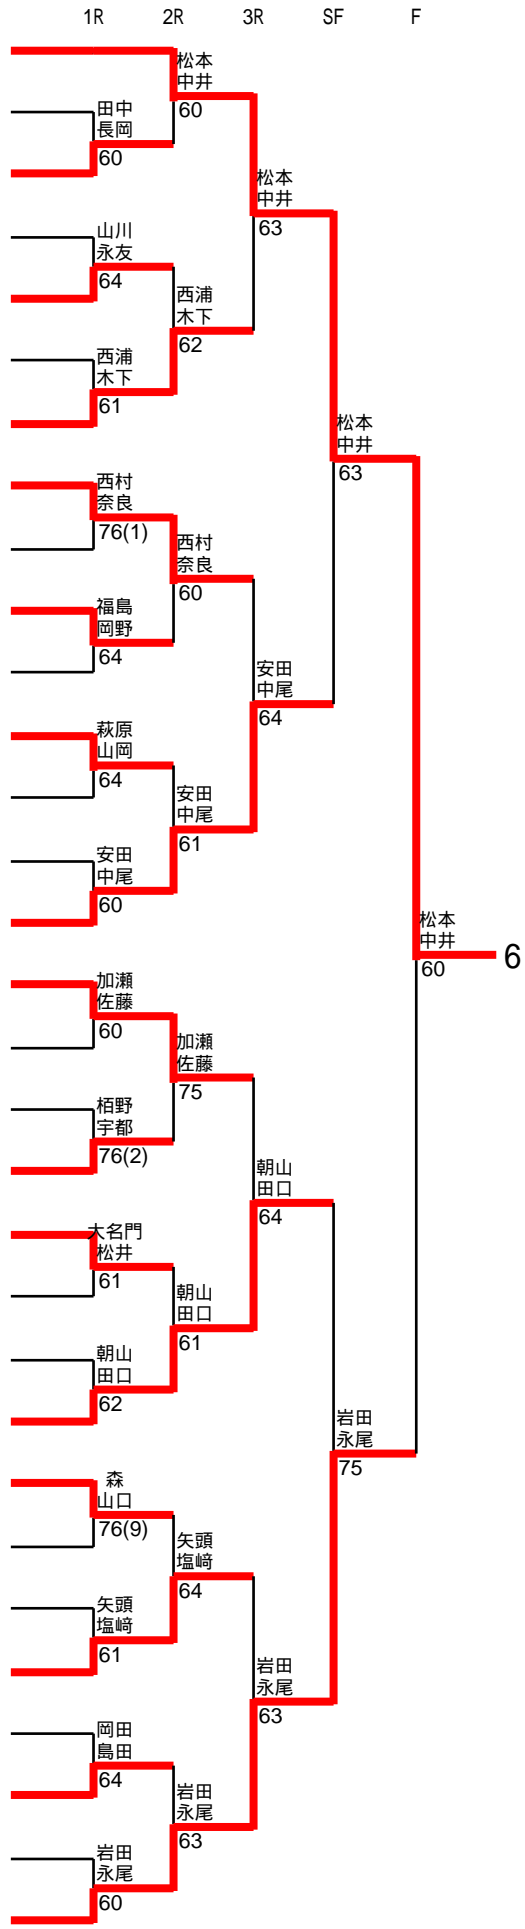 1R 2R 3R SF F
松本
中井
60
田中
長岡
60
松本
中井
63
山川
永友
64
西浦
木下
62
西浦
木下
61
松本
中井
63
西村
奈良
76(1)
西村
奈良
60
福島
岡野
64
安田
中尾
64
萩原
山岡
64
安田
中尾
61
安田
中尾
60
松本
中井
60
6
加瀬
佐藤
60
加瀬
佐藤
75
栢野
宇都
76(2)
朝山
田口
64
大名門
松井
61
朝山
田口
61
朝山
田口
62
岩田
永尾
75
森
山口
76(9)
矢頭
塩﨑
64
矢頭
塩﨑
61
岩田
永尾
63
岡田
島田
64
岩田
永尾
63
岩田
永尾
60